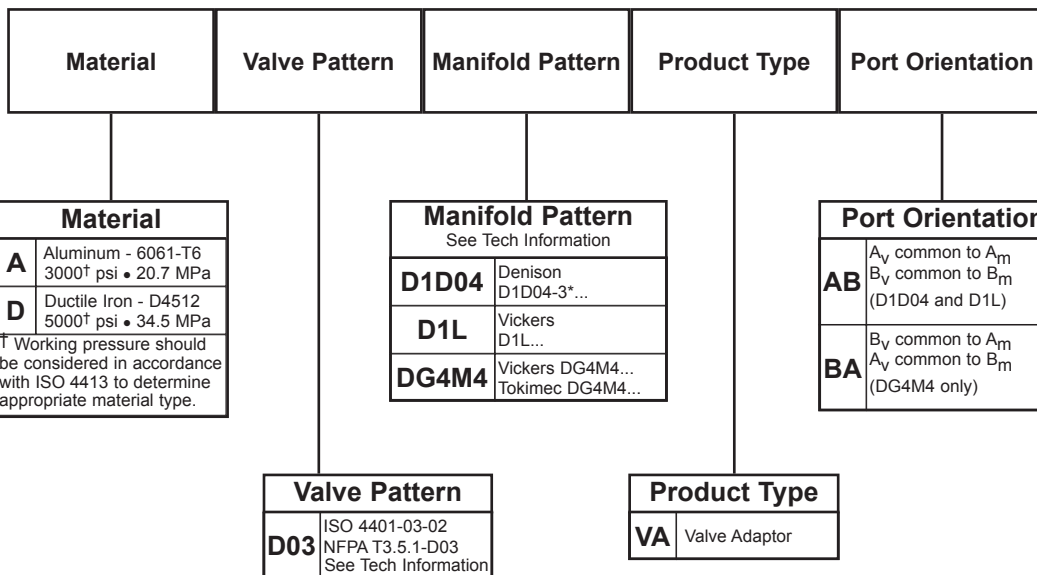 Material
Valve Pattern
Manifold Pattern
Product Type
Port Orientation
Material
A
Aluminum - 6061-T6
3000† psi • 20.7 MPa
D
Ductile Iron - D4512
5000† psi • 34.5 MPa
† Working pressure should
be considered in accordance
with ISO 4413 to determine
appropriate material type.
Manifold Pattern
See Tech Information
D1D04
Denison
D1D04-3*...
D1L
Vickers
D1L...
DG4M4
Vickers DG4M4...
Tokimec DG4M4...
Port Orientation
AB
Av common to Am
Bv common to Bm
(D1D04 and D1L)
BA
Bv common to Am
Av common to Bm
(DG4M4 only)
Valve Pattern
D03
ISO 4401-03-02
NFPA T3.5.1-D03
See Tech Information
Product Type
VA
Valve Adaptor